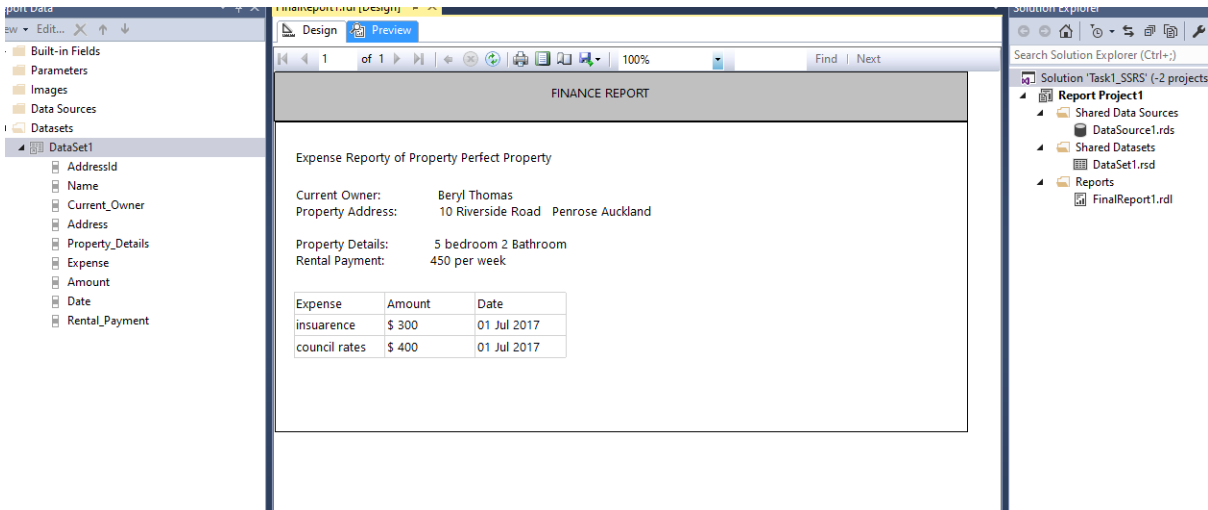 port Data
FinalReport1.rdl [Design]
Solution Explorer
ew Edit...
Design Preview
1 of 1 100% Find | Next
Search Solution Explorer (Ctrl+;)
Built-in Fields
Parameters
Images
Data Sources
Datasets
DataSet1
AddressId
Name
Current_Owner
Address
Property_Details
Expense
Amount
Date
Rental_Payment
FINANCE REPORT
Expense Reporty of Property Perfect Property
Current Owner: Beryl Thomas
Property Address: 10 Riverside Road Penrose Auckland
Property Details: 5 bedroom 2 Bathroom
Rental Payment: 450 per week
Expense Amount Date
insuarence $ 300 01 Jul 2017
council rates $ 400 01 Jul 2017
Solution 'Task1_SSRS' (-2 projects
Report Project1
Shared Data Sources
DataSource1.rds
Shared Datasets
DataSet1.rsd
Reports
FinalReport1.rdl